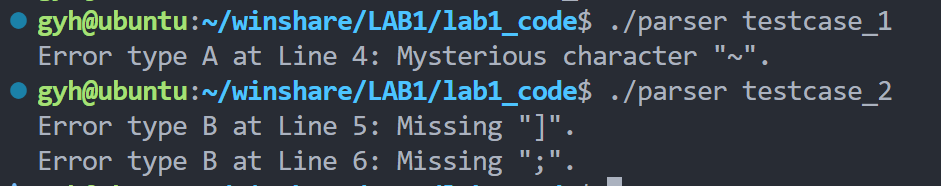 gyh@ubuntu:~/winshare/LAB1/lab1_code$ ./parser testcase_1
Error type A at Line 4: Mysterious character "~".
gyh@ubuntu:~/winshare/LAB1/lab1_code$ ./parser testcase_2
Error type B at Line 5: Missing "]".
Error type B at Line 6: Missing ";".